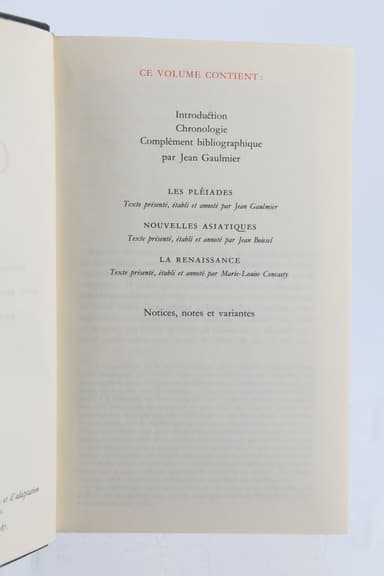 CE VOLUME CONTIENT :
Introduction
Chronologie
Complément bibliographique
par Jean Gaulmier
LES PLÉIADES
Texte présenté, établi et annoté par Jean Gaulmier
NOUVELLES ASIATIQUES
Texte présenté, établi et annoté par Jean Boissel
LA RENAISSANCE
Texte présenté, établi et annoté par Marie-Louise Concasty
Notices, notes et variantes
et d'adaptation